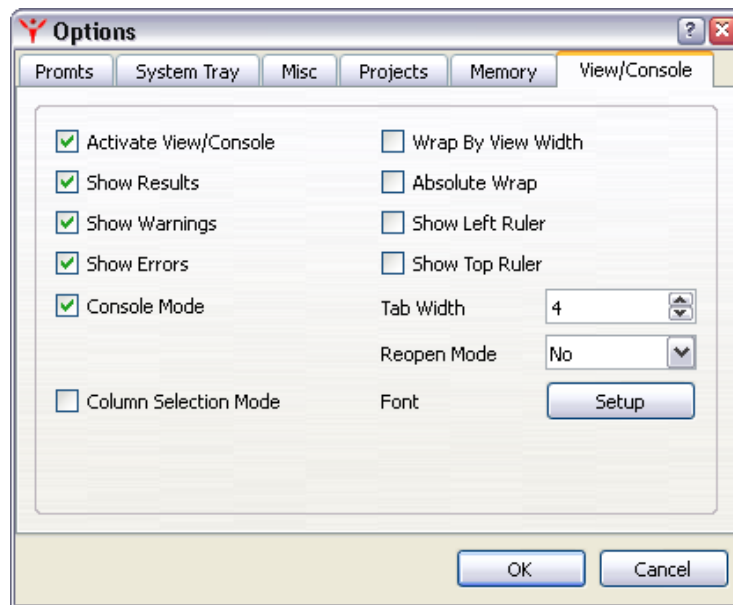 Options
Promts System Tray Misc Projects Memory View/Console
Activate View/Console Wrap By View Width
Show Results Absolute Wrap
Show Warnings Show Left Ruler
Show Errors Show Top Ruler
Console Mode Tab Width 4
Reopen Mode No
Column Selection Mode Font Setup
OK Cancel